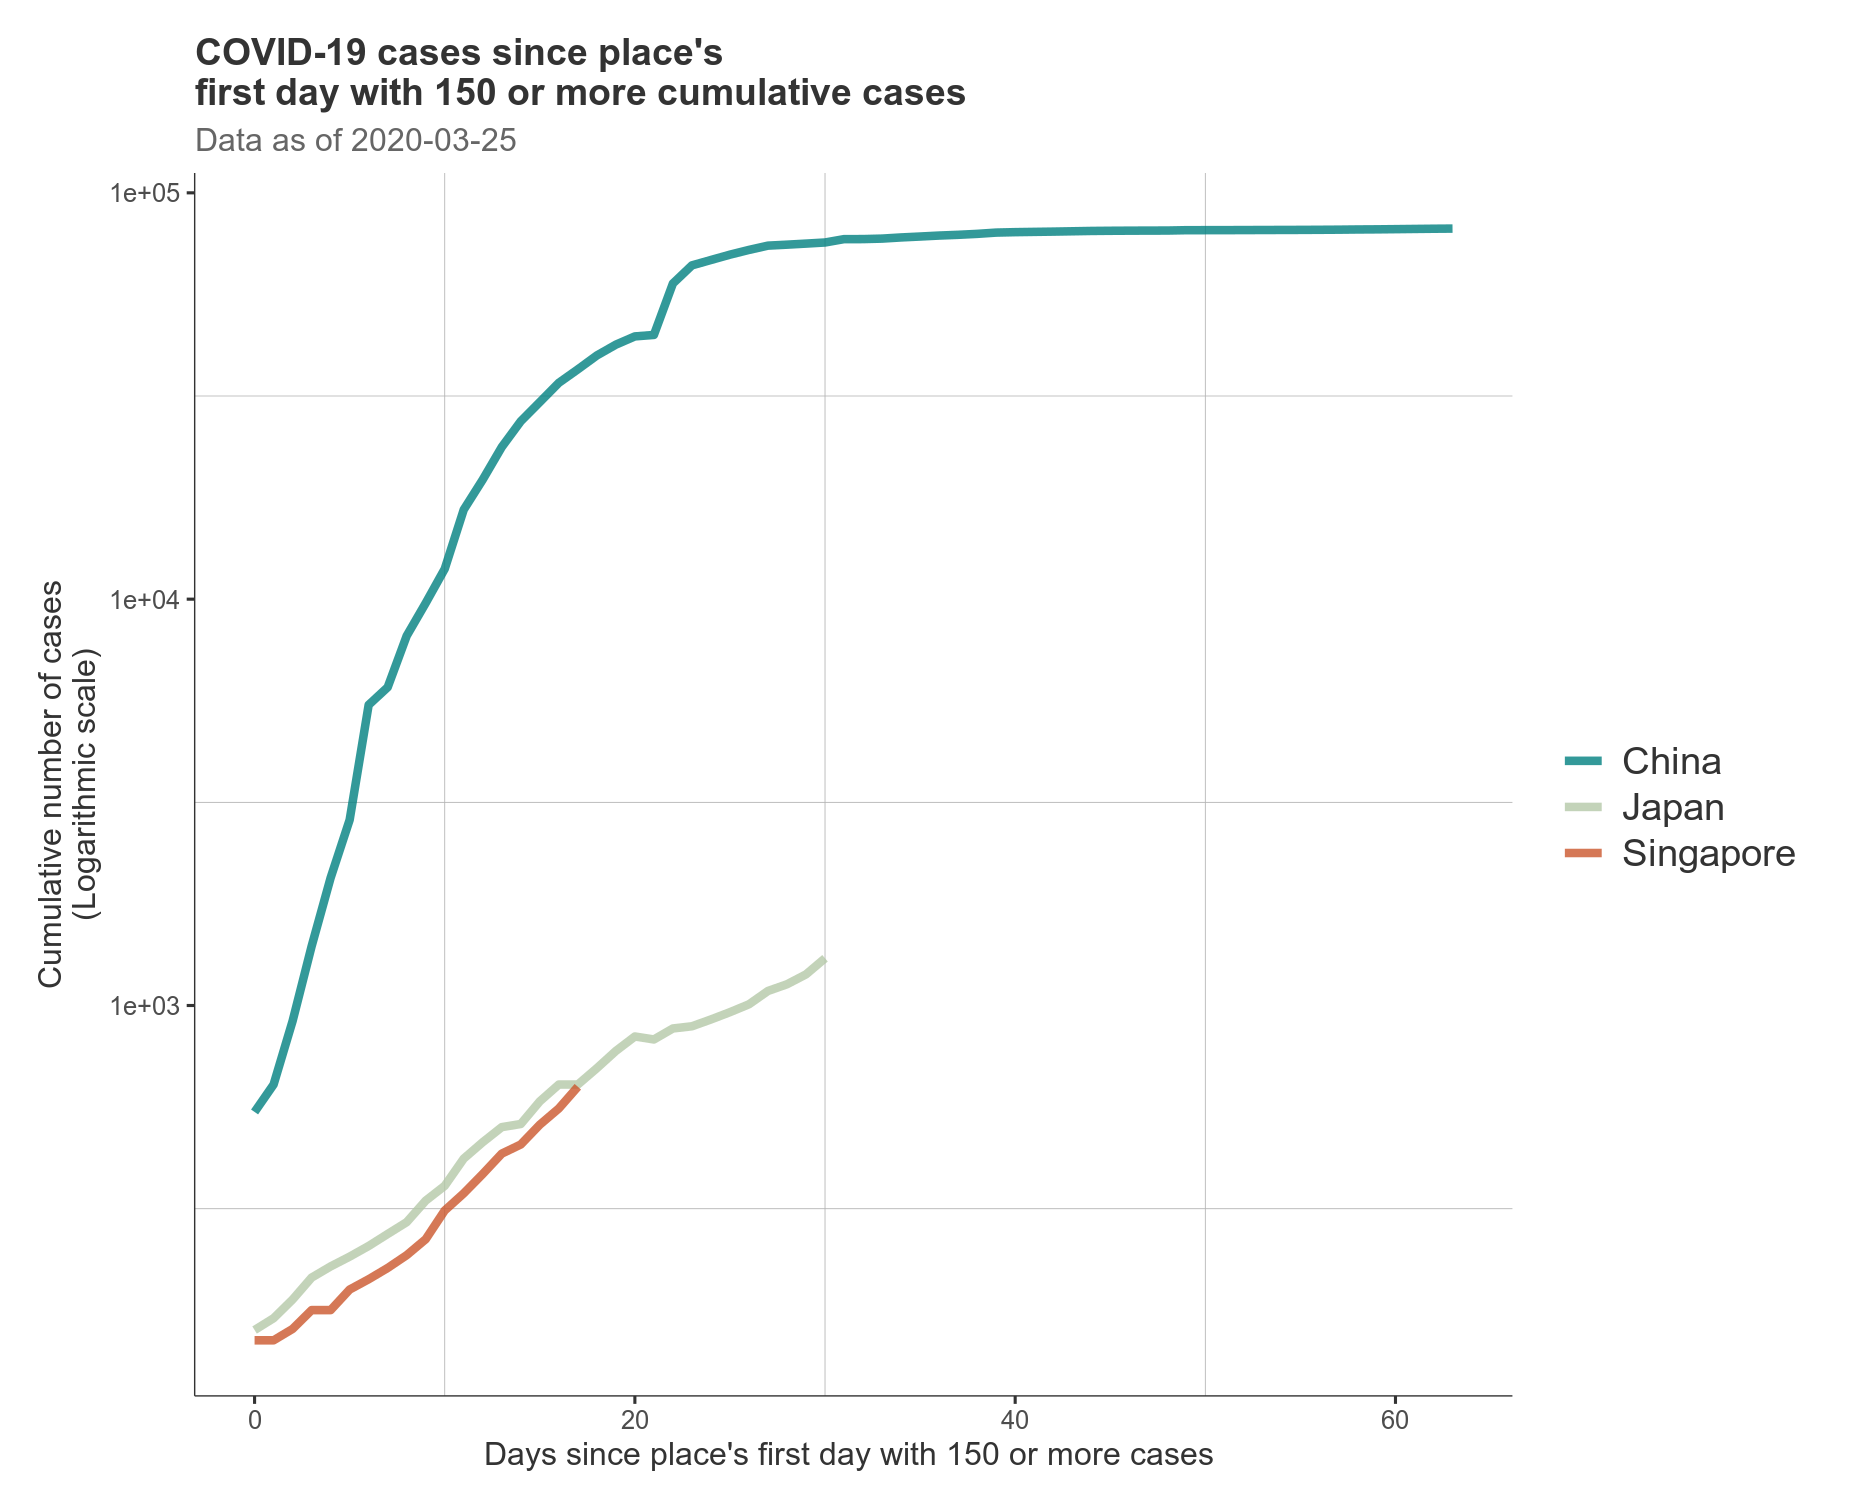 COVID-19 cases since place's
first day with 150 or more cumulative cases
Data as of 2020-03-25
Cumulative number of cases
(Logarithmic scale)
1e+05
1e+04
1e+03
0
20
40
60
Days since place's first day with 150 or more cases
China
Japan
Singapore